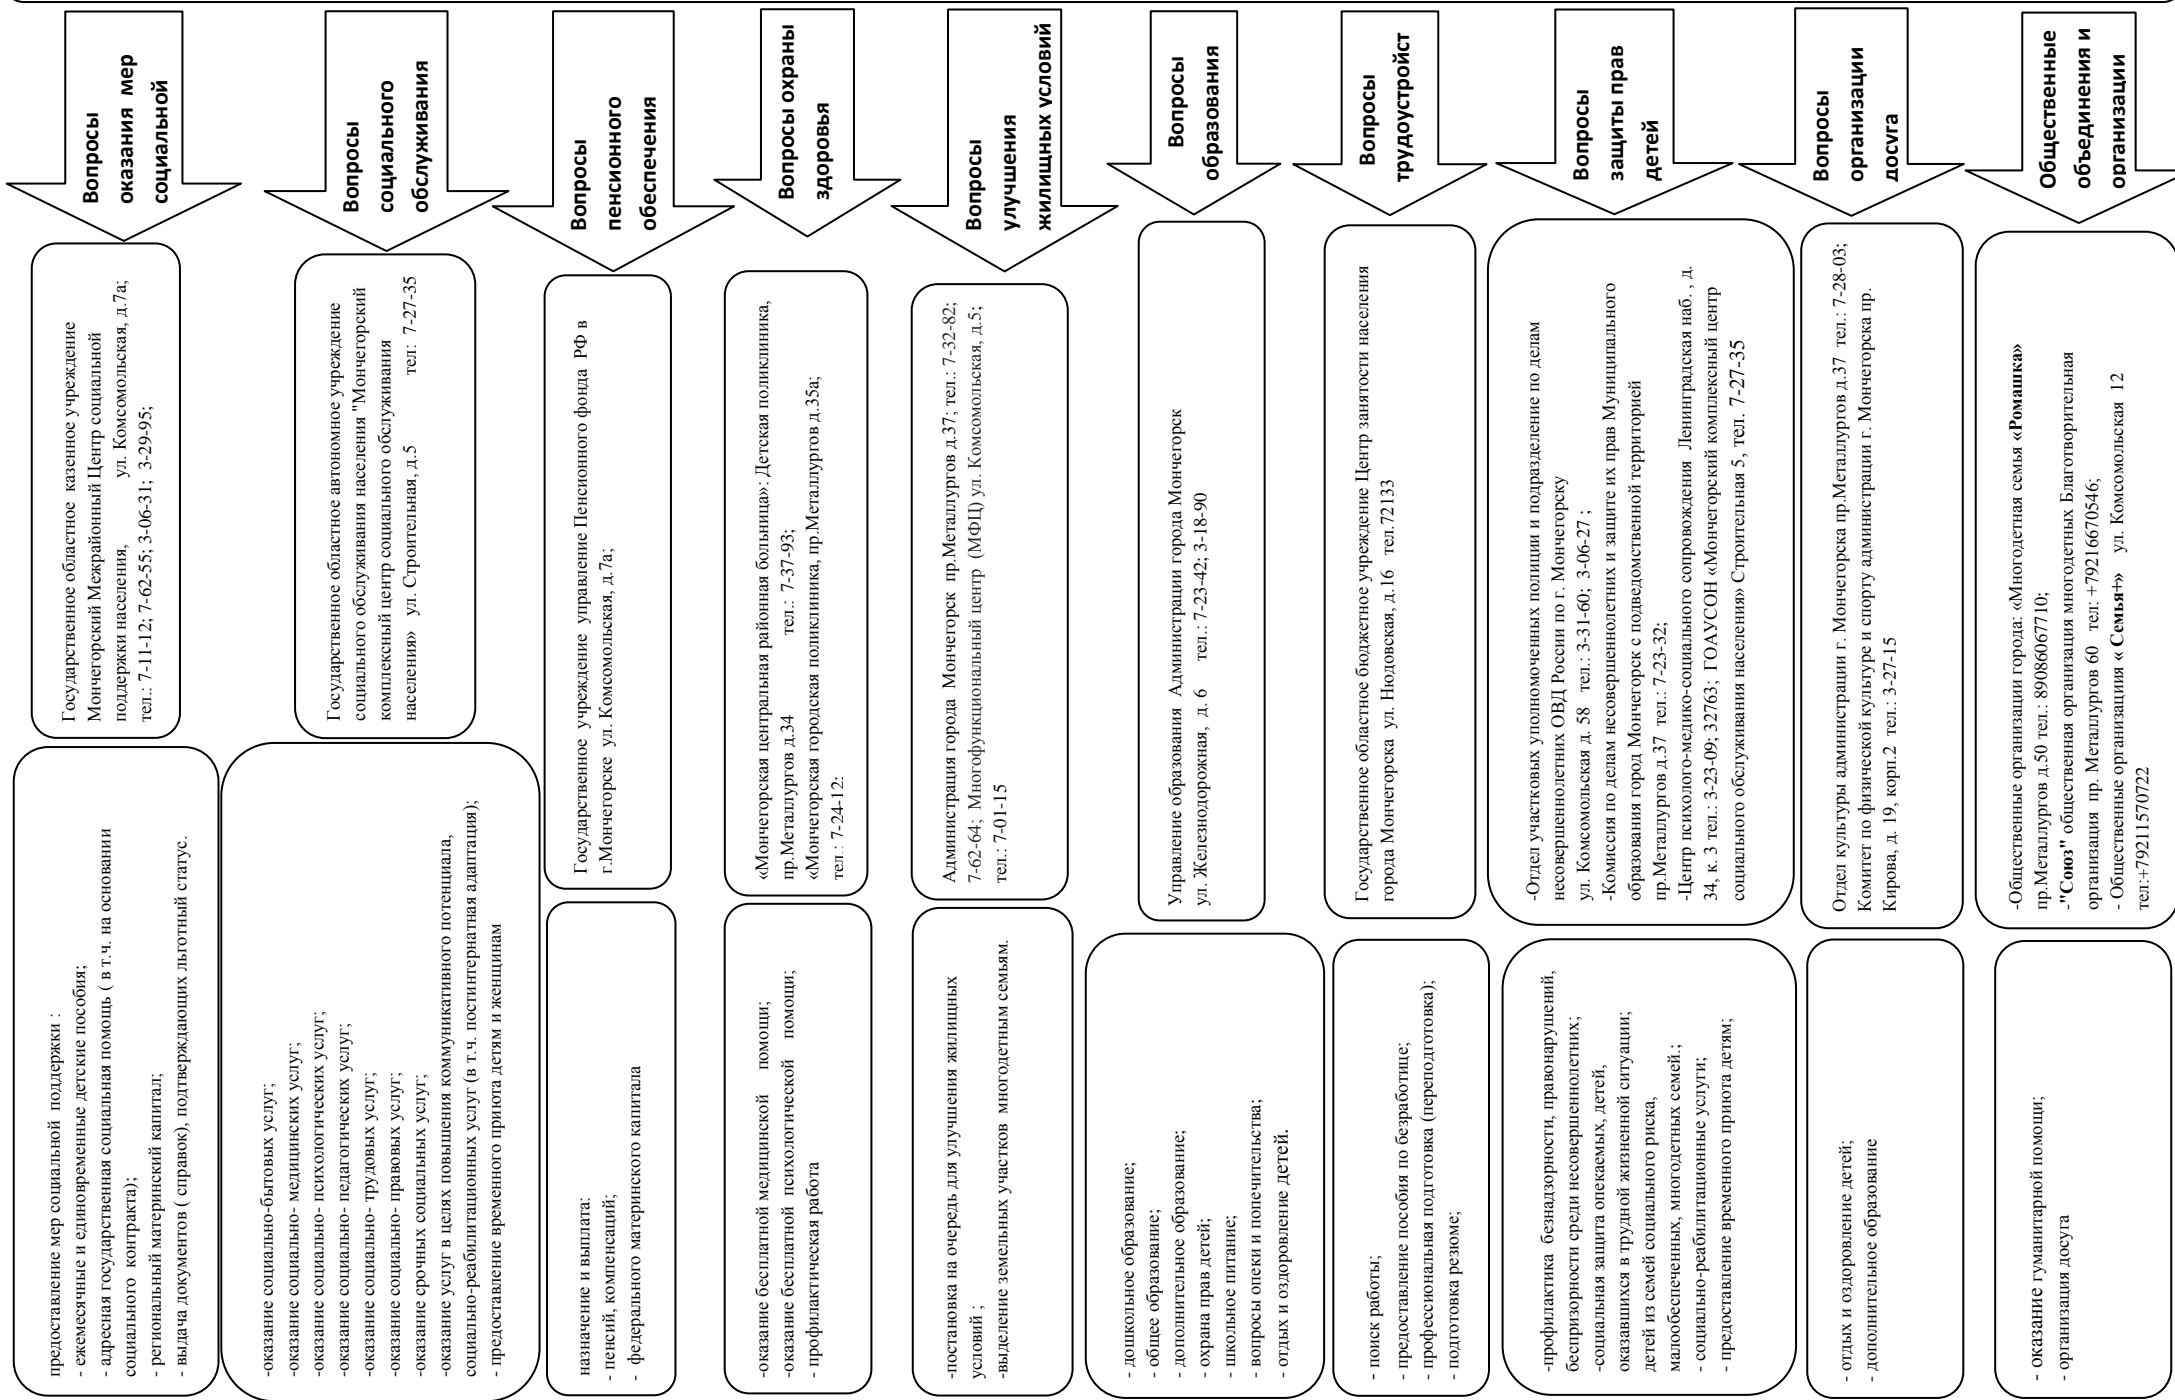 Вопросы
оказания мер
социальной
Государственное областное казенное учреждение
Мончегорский Межрайонный Центр социальной
поддержки населения, ул. Комсомольская, д.7а;
тел.: 7-11-12; 7-62-55; 3-06-31; 3-29-95;
предоставление мер социальной поддержки :
- ежемесячные и единовременные детские пособия;
- адресная государственная социальная помощь ( в т.ч. на основании
социального контракта);
- региональный материнский капитал;
- выдача документов ( справок), подтверждающих льготный статус.
Вопросы
социального
обслуживания
Государственное областное автономное учреждение
социального обслуживания населения "Мончегорский
комплексный центр социального обслуживания
населения» ул. Строительная, д.5 тел: 7-27-35
-оказание социально-бытовых услуг;
-оказание социально- медицинских услуг;
-оказание социально- психологических услуг;
-оказание социально- педагогических услуг;
-оказание социально- трудовых услуг;
-оказание социально- правовых услуг;
-оказание срочных социальных услуг;
-оказание услуг в целях повышения коммуникативного потенциала,
социально-реабилитационных услуг (в т.ч. постинтернатная адаптация);
- предоставление временного приюта детям и женщинам
Вопросы
пенсионного
обеспечения
Государственное учреждение управление Пенсионного фонда РФ в
г.Мончегорске ул. Комсомольская, д.7а;
назначение и выплата:
- пенсий, компенсаций;
- федерального материнского капитала
Вопросы охраны
здоровья
«Мончегорская центральная районная больница»: Детская поликлиника,
пр.Металлургов д.34 тел.: 7-37-93;
«Мончегорская городская поликлиника, пр.Металлургов д.35а;
тел.: 7-24-12:
-оказание бесплатной медицинской помощи;
-оказание бесплатной психологической помощи;
- профилактическая работа
Вопросы
улучшения
жилищных условий
Администрация города Мончегорск пр.Металлургов д.37; тел.: 7-32-82;
7-62-64; Многофункциональный центр (МФЦ) ул. Комсомольская, д.5;
тел.: 7-01-15
-постановка на очередь для улучшения жилищных
условий ;
-выделение земельных участков многодетным семьям.
Вопросы
образования
Управление образования Администрации города Мончегорск
ул. Железнодорожная, д. 6 тел.: 7-23-42; 3-18-90
- дошкольное образование;
- общее образование;
- дополнительное образование;
- охрана прав детей;
- школьное питание;
- вопросы опеки и попечительства;
- отдых и оздоровление детей.
Вопросы
трудоустройст
Государственное областное бюджетное учреждение Центр занятости населения
города Мончегорска ул. Нюдовская, д.16 тел.72133
- поиск работы;
- предоставление пособия по безработице;
- профессиональная подготовка (переподготовка);
- подготовка резюме;
Вопросы
защиты прав
детей
-Отдел участковых уполномоченных полиции и подразделение по делам
несовершеннолетних ОВД России по г. Мончегорску
ул. Комсомольская д. 58 тел.: 3-31-60; 3-06-27 ;
-Комиссия по делам несовершеннолетних и защите их прав Муниципального
образования город Мончегорск с подведомственной территорией
пр.Металлургов д.37 тел.: 7-23-32;
-Центр психолого-медико-социального сопровождения Ленинградская наб. , д.
34, к. 3 тел.: 3-23-09; 32763; ГОАУСОН «Мончегорский комплексный центр
социального обслуживания населения» Строительная 5, тел. 7-27-35
-профилактика безнадзорности, правонарушений,
беспризорности среди несовершеннолетних;
-социальная защита опекаемых, детей,
оказавшихся в трудной жизненной ситуации;
детей из семей социального риска,
малообеспеченных, многодетных семей.;
- социально-реабилитационные услуги;
- предоставление временного приюта детям;
Вопросы
организации
досуга
Отдел культуры администрации г. Мончегорска пр.Металлургов д.37 тел.: 7-28-03;
Комитет по физической культуре и спорту администрации г. Мончегорска пр.
Кирова, д. 19, корп.2 тел.: 3-27-15
- отдых и оздоровление детей;
- дополнительное образование
Общественные
объединения и
организации
-Общественные организации города: «Многодетная семья «Ромашка»
пр.Металлургов д.50 тел.: 89086067710;
-"Союз" общественная организация многодетных Благотворительная
организация пр. Металлургов 60 тел: +79216670546;
- Общественные организациия « Семья+» ул. Комсомольская 12
тел:+79211570722
- оказание гуманитарной помощи;
- организация досуга